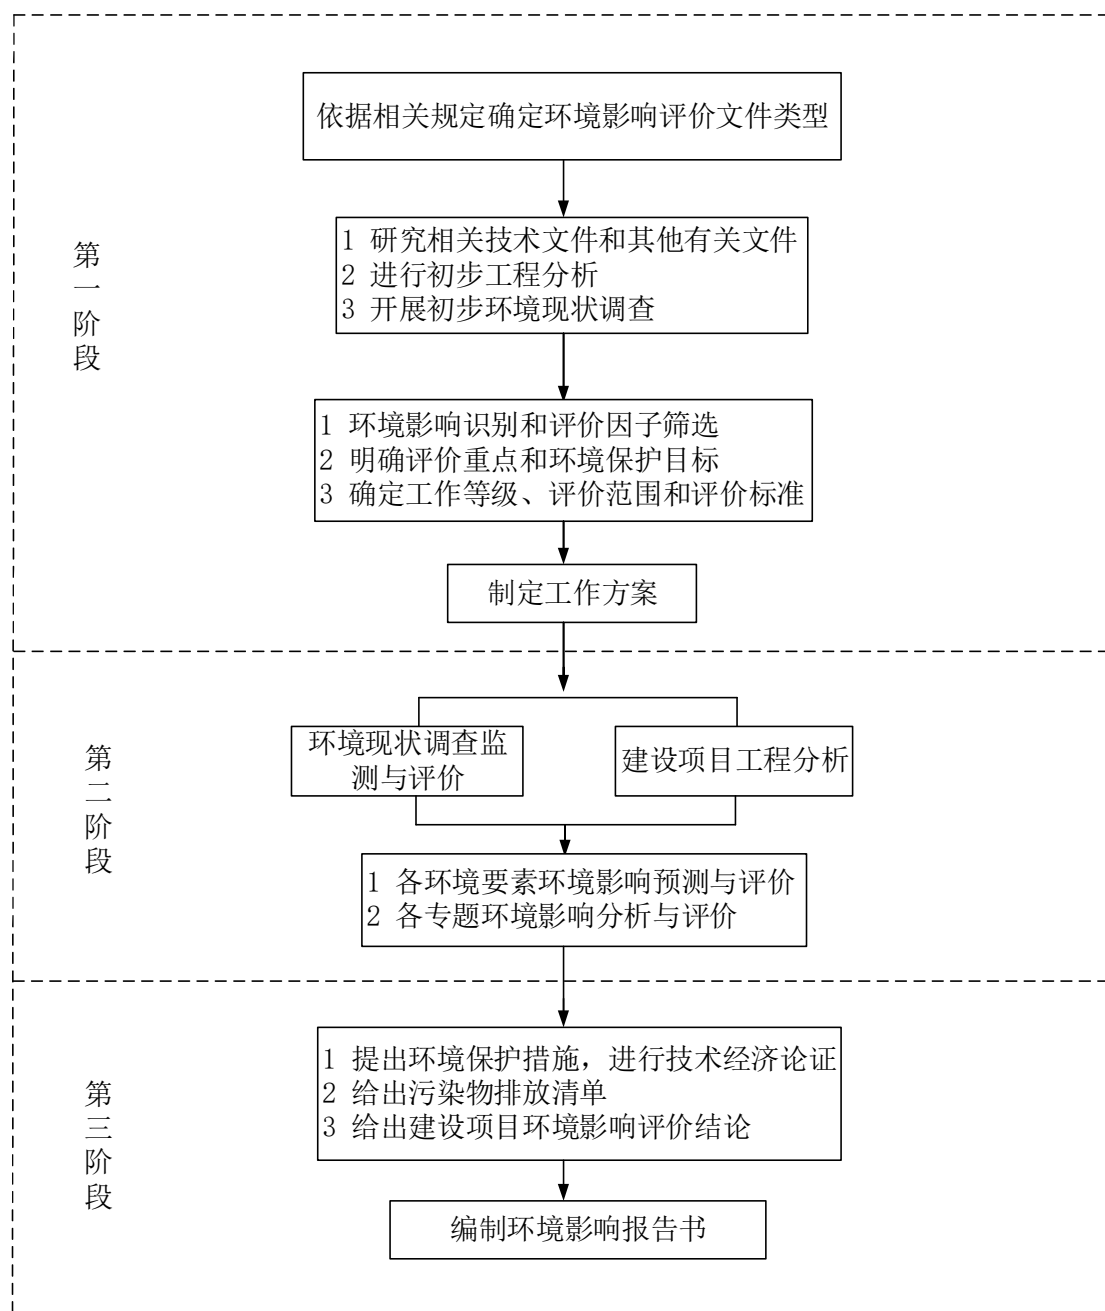 依据相关规定确定环境影响评价文件类型
第一阶段
1 研究相关技术文件和其他有关文件
2 进行初步工程分析
3 开展初步环境现状调查
1 环境影响识别和评价因子筛选
2 明确评价重点和环境保护目标
3 确定工作等级、评价范围和评价标准
制定工作方案
第二阶段
环境现状调查监
测与评价
建设项目工程分析
1 各环境要素环境影响预测与评价
2 各专题环境影响分析与评价
第三阶段
1 提出环境保护措施，进行技术经济论证
2 给出污染物排放清单
3 给出建设项目环境影响评价结论
编制环境影响报告书